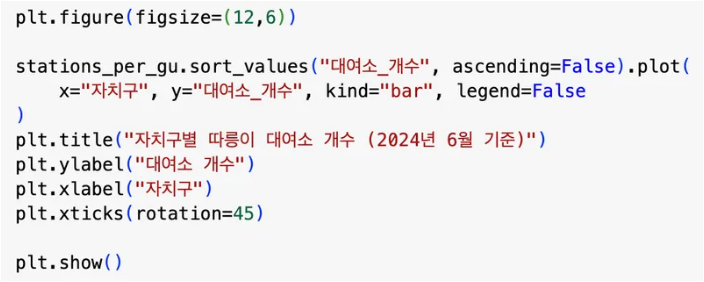 plt.figure(figsize=(12,6))
stations_per_gu.sort_values("대여소_개수", ascending=False).plot(
    x="자치구", y="대여소_개수", kind="bar", legend=False
)
plt.title("자치구별 따릉이 대여소 개수 (2024년 6월 기준)")
plt.ylabel("대여소 개수")
plt.xlabel("자치구")
plt.xticks(rotation=45)
plt.show()